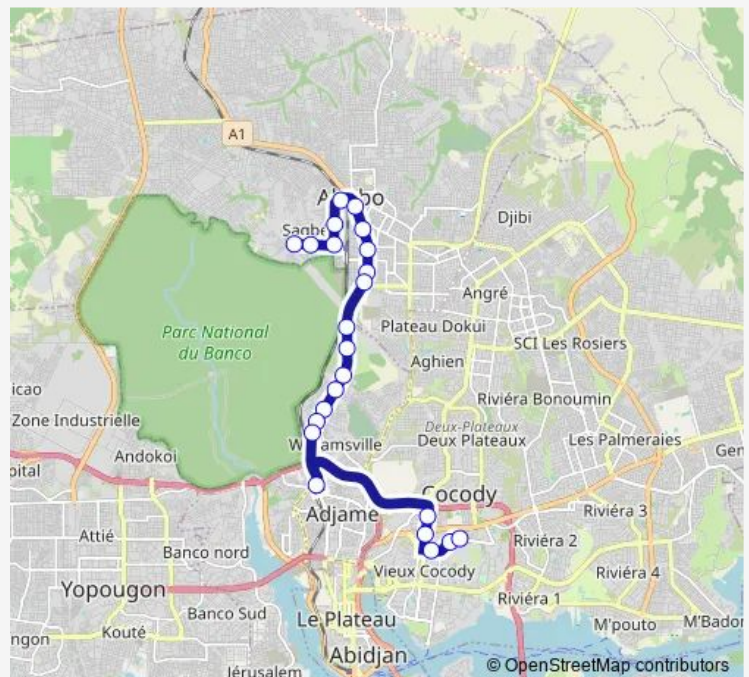 A1
Abobo
Sagbé
Djibi
Angré
Plateau Dokui
SCI Les Rosiers
Parc National
du Banco
Aghien
icao
Zone Industrielle
Riviéra Bonoumin
Deux-Plateaux
Deux Plateaux
Les Palmeraies
Williamsville
Gen
Andokoi
pital
Cocody
Adjame
Riviéra 3
Attié
Riviéra 2
Banco nord
Vieux Cocody
Riviéra 4
Yopougon
Riviéra 1
Banco Sud
Le Plateau
M'pouto
M'Bador
ngon
Kouté
Abidjan
Jérusalem
© OpenStreetMap contributors